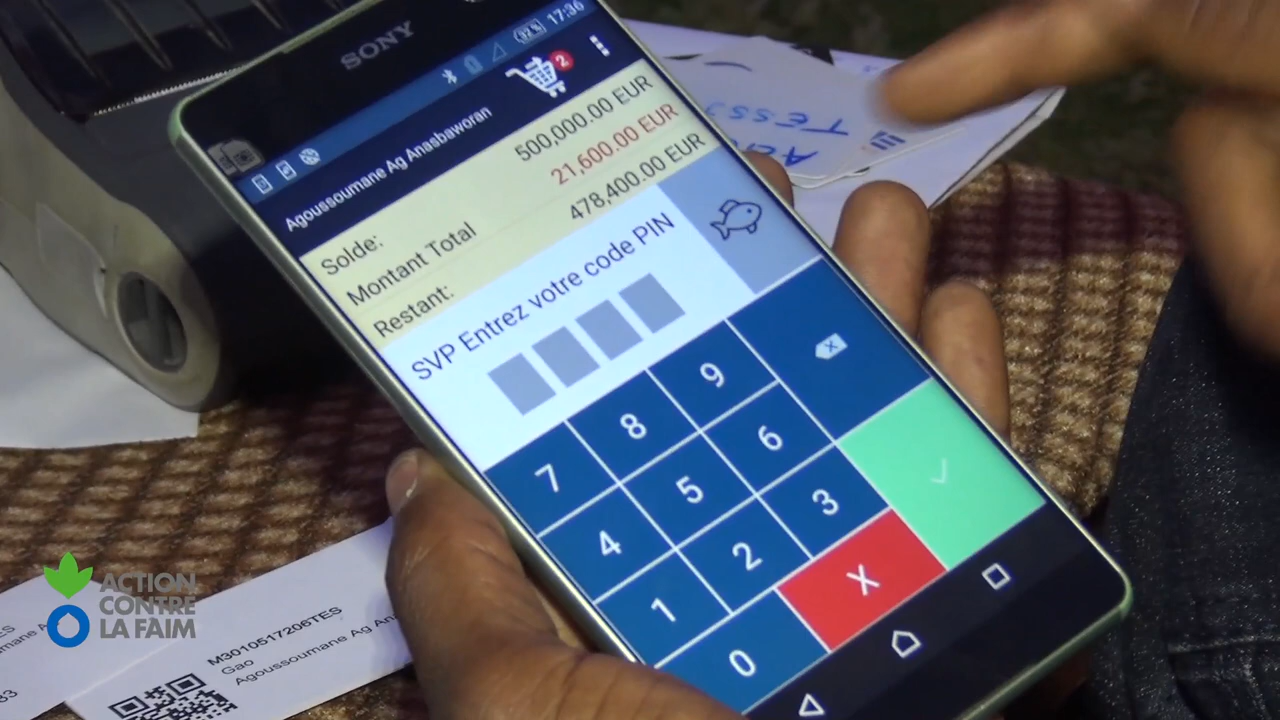 SONY
32%
17:36
Agoussoumane Ag Anasbaworan
2
Solde:
500,000.00 EUR
Montant Total
21,600.00 EUR
Restant:
478,400.00 EUR
SVP Entrez votre code PIN
7 8 9
4 5 6
1 2 3
0 X
TESS
ACTION
CONTRE
LA FAIM
M3010517206TES
Gao
Agoussoumane Ag An